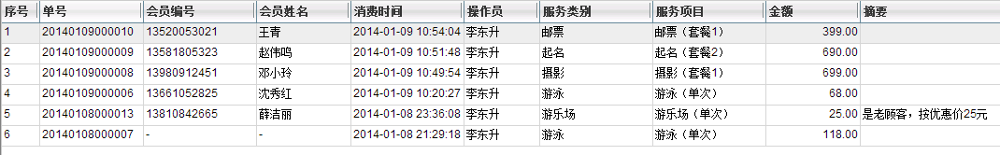 序号 单号 会员编号 会员姓名 消费时间 操作员 服务类别 服务项目 金额 摘要
1 20140109000010 13520053021 王青 2014-01-09 10:54:04 李东升 邮票 邮票（套餐1） 399.00
2 20140109000009 13581805323 赵伟鸣 2014-01-09 10:51:49 李东升 起名 起名（套餐2） 690.00
3 20140109000008 13980912451 邓小玲 2014-01-09 10:49:54 李东升 摄影 摄影（套餐1） 699.00
4 20140109000006 13661052825 沈秀红 2014-01-09 10:20:27 李东升 游泳 游泳（单次） 68.00
5 20140108000013 13810842665 薛洁丽 2014-01-08 23:36:08 李东升 游乐场 游乐场（单次） 25.00 是老顾客，按优惠价25元
6 20140108000007 - - 2014-01-08 21:29:18 李东升 游泳 游泳（单次） 118.00